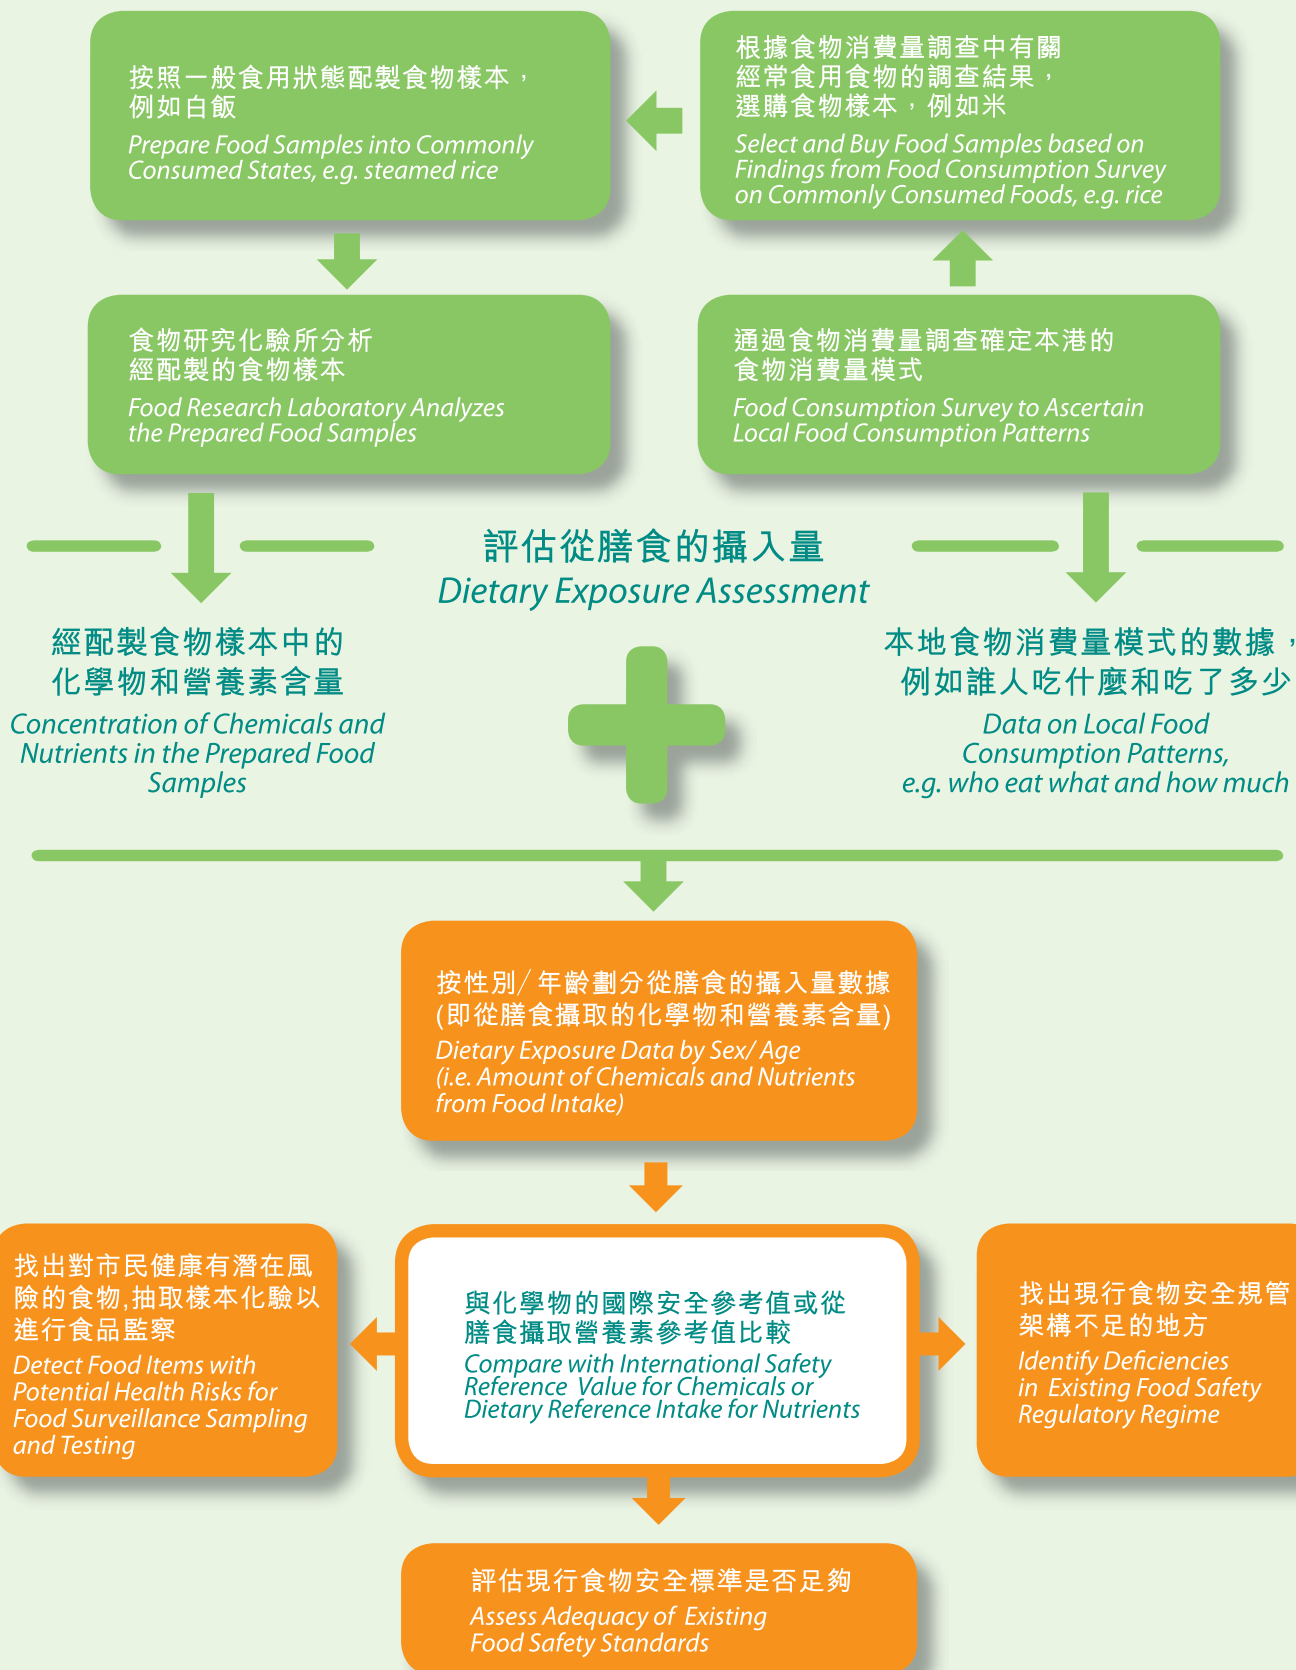 按照一般食用狀態配製食物樣本，
例如白飯
Prepare Food Samples into Commonly
Consumed States, e.g. steamed rice
根據食物消費量調查中有關
經常食用食物的調查結果，
選購食物樣本，例如米
Select and Buy Food Samples based on
Findings from Food Consumption Survey
on Commonly Consumed Foods, e.g. rice
食物研究化驗所分析
經配製的食物樣本
Food Research Laboratory Analyzes
the Prepared Food Samples
通過食物消費量調查確定本港的
食物消費量模式
Food Consumption Survey to Ascertain
Local Food Consumption Patterns
評估從膳食的攝入量
Dietary Exposure Assessment
經配製食物樣本中的
化學物和營養素含量
Concentration of Chemicals and
Nutrients in the Prepared Food
Samples
本地食物消費量模式的數據，
例如誰人吃什麼和吃了多少
Data on Local Food
Consumption Patterns,
e.g. who eat what and how much
按性別/ 年齡劃分從膳食的攝入量數據
(即從膳食攝取的化學物和營養素含量)
Dietary Exposure Data by Sex/ Age
(i.e. Amount of Chemicals and Nutrients
from Food Intake)
找出對市民健康有潛在風
險的食物,抽取樣本化驗以
進行食品監察
Detect Food Items with
Potential Health Risks for
Food Surveillance Sampling
and Testing
與化學物的國際安全參考值或從
膳食攝取營養素參考值比較
Compare with International Safety
Reference Value for Chemicals or
Dietary Reference Intake for Nutrients
找出現行食物安全規管
架構不足的地方
Identify Deficiencies
in Existing Food Safety
Regulatory Regime
評估現行食物安全標準是否足夠
Assess Adequacy of Existing
Food Safety Standards